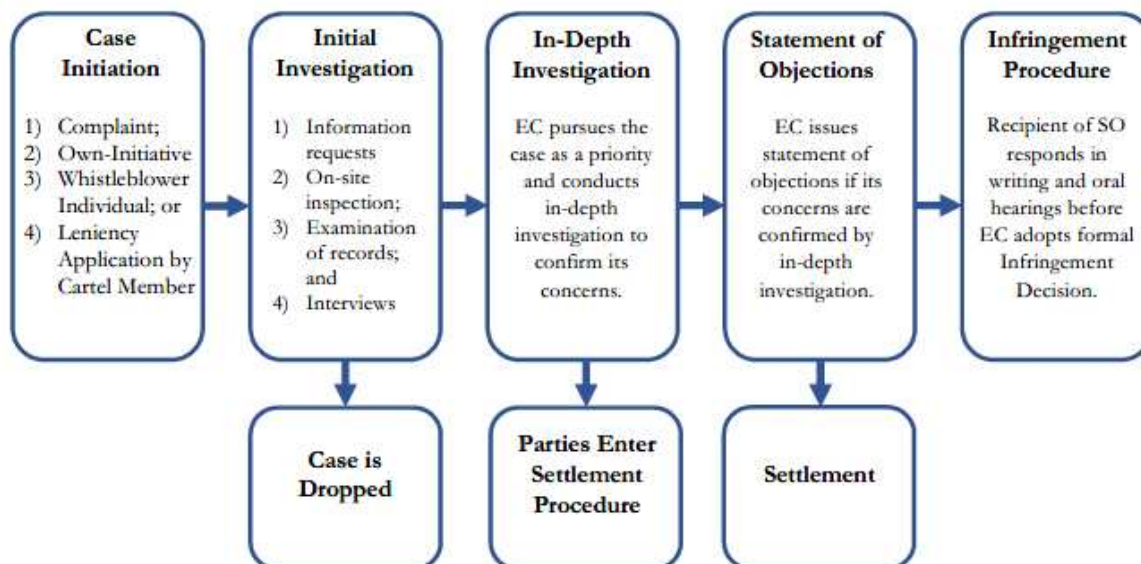 Case
Initiation
1) Complaint;
2) Own-Initiative
3) Whistleblower
Individual; or
4) Leniency
Application by
Cartel Member
Initial
Investigation
1) Information
requests
2) On-site
inspection;
3) Examination
of records;
and
4) Interviews
In-Depth
Investigation
EC pursues the
case as a priority
and conducts
in-depth
investigation to
confirm its
concerns.
Statement of
Objections
EC issues
statement of
objections if its
concerns are
confirmed by
in-depth
investigation.
Infringement
Procedure
Recipient of SO
responds in
writing and oral
hearings before
EC adopts formal
Infringement
Decision.
Case is
Dropped
Parties Enter
Settlement
Procedure
Settlement